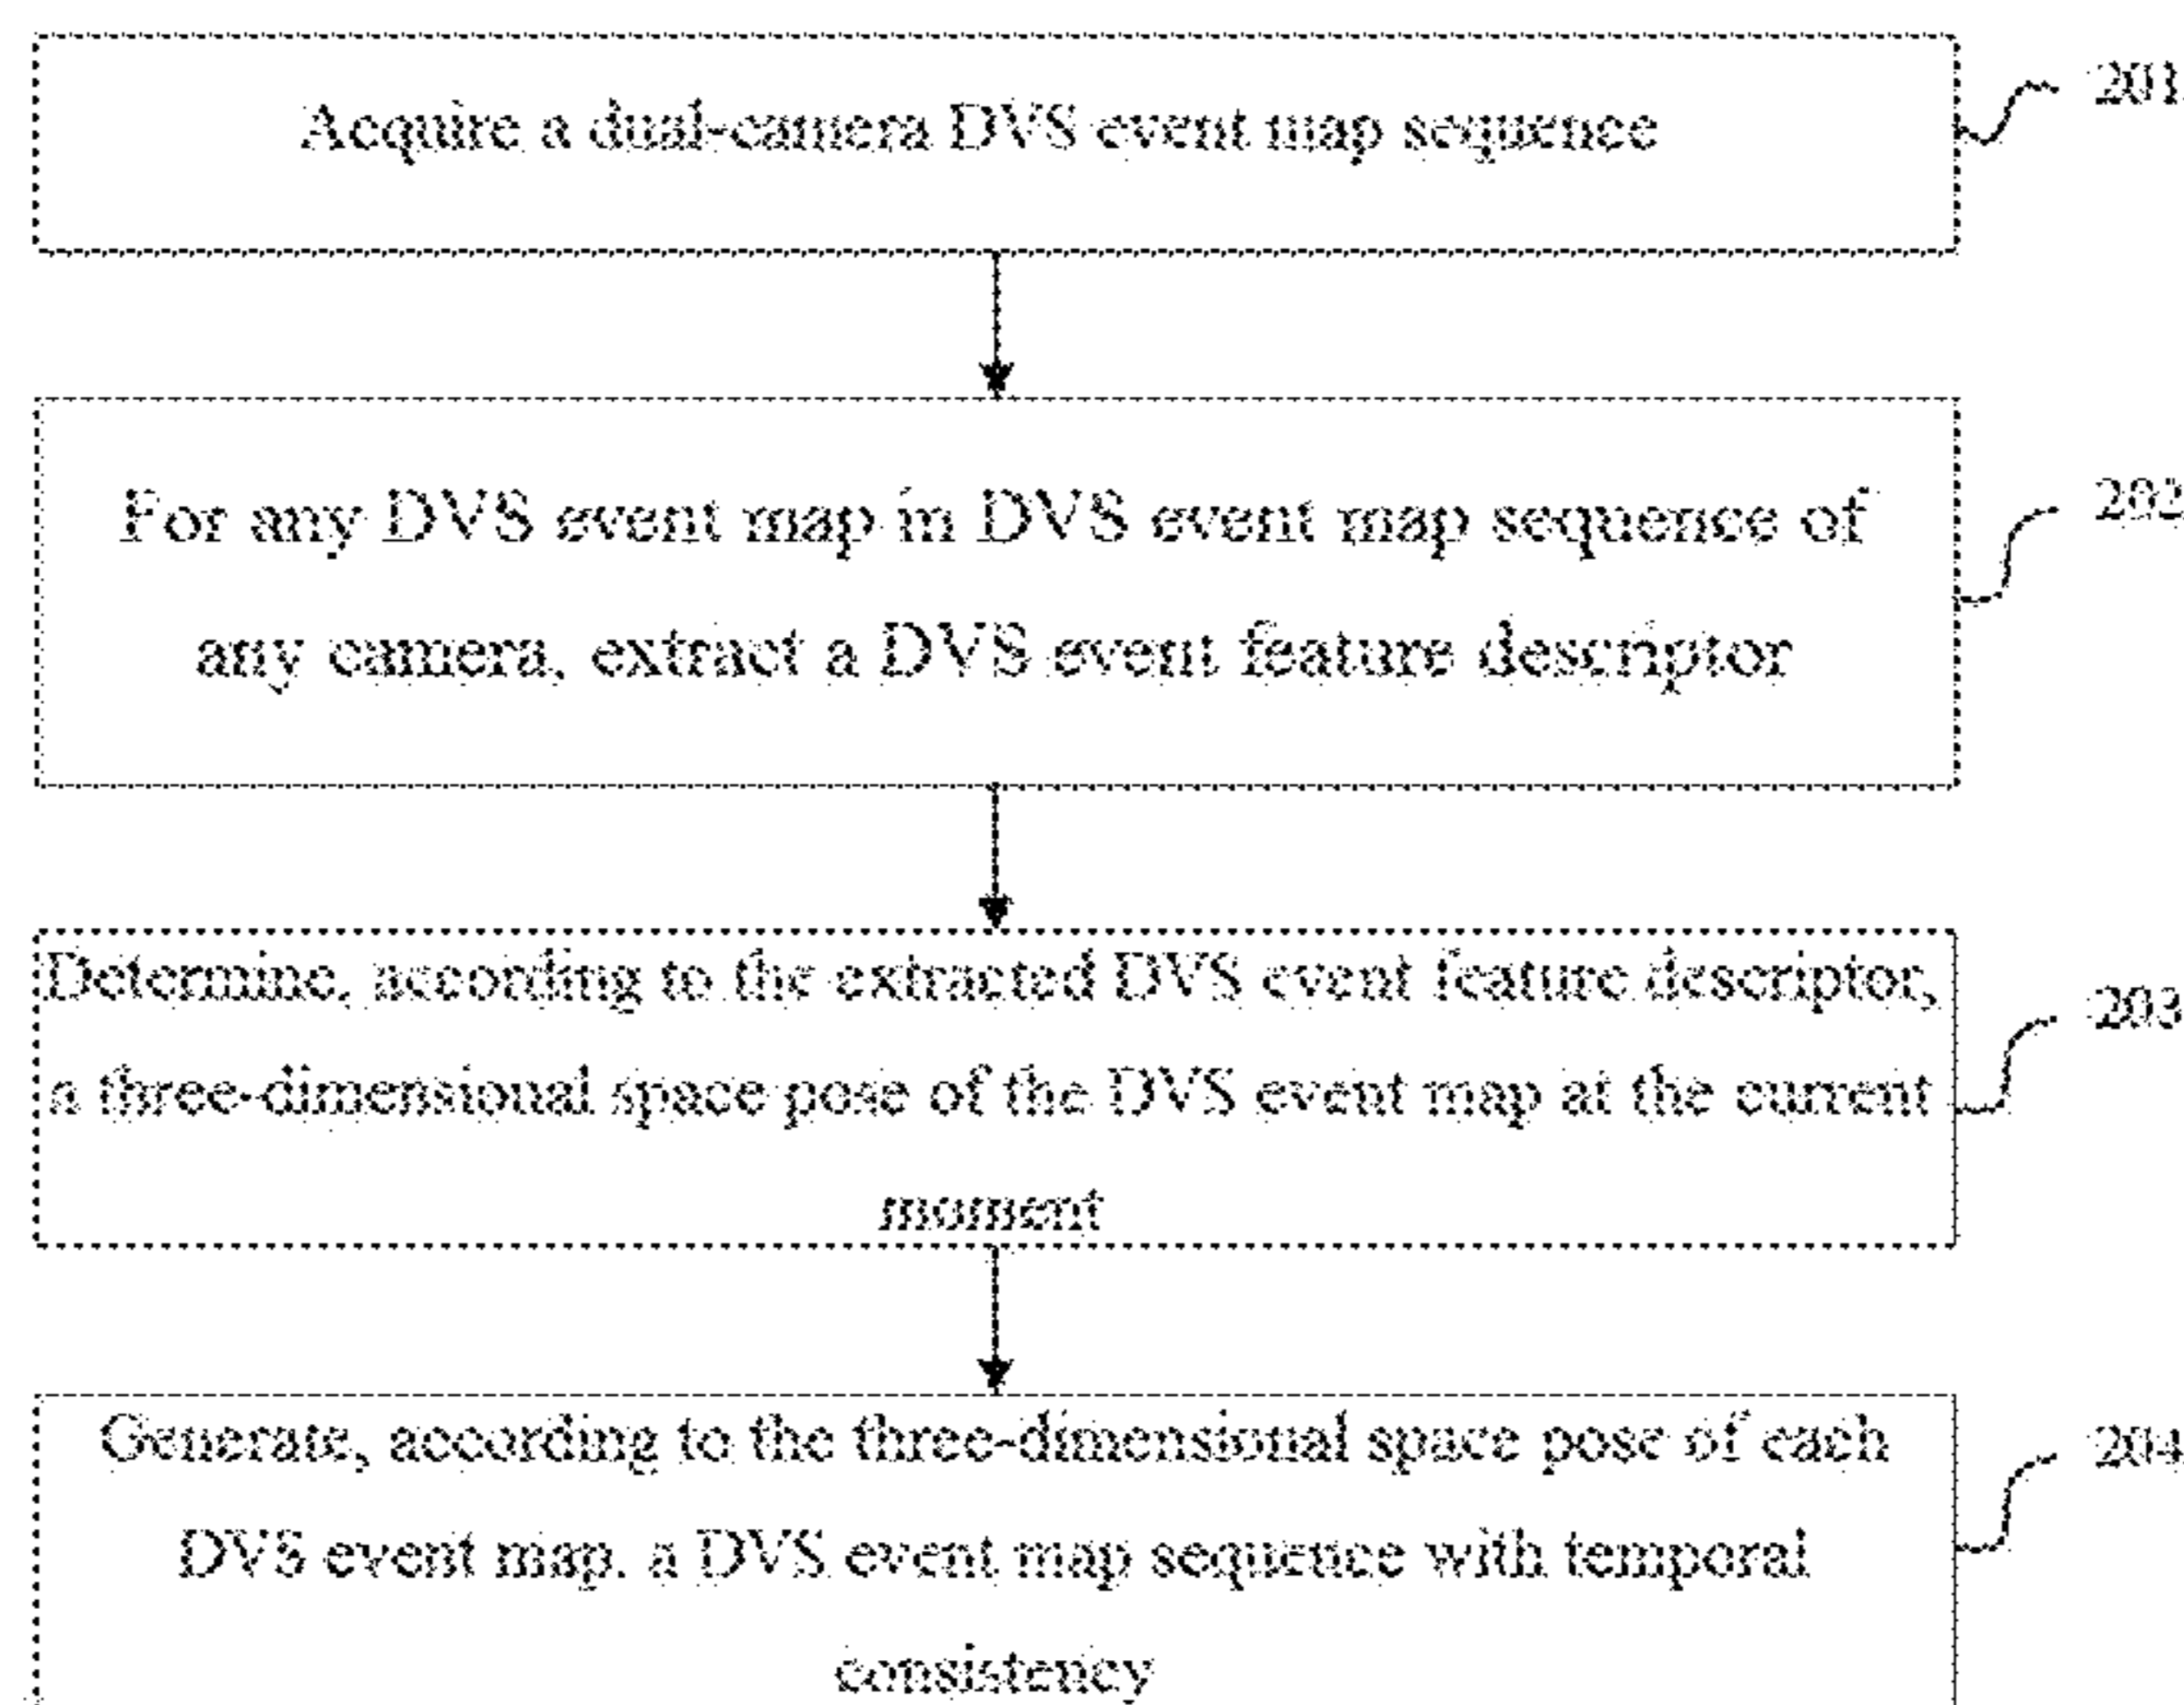 Acquire a dual-camera DVS event map sequence
201
For any DVS event map in DVS event map sequence of
any camera, extract a DVS event feature descriptor
202
Determine, according to the extracted DVS event feature descriptor,
a three-dimensional space pose of the DVS event map at the current
moment
203
Generate, according to the three-dimensional space pose of each
DVS event map, a DVS event map sequence with temporal
consistency
204